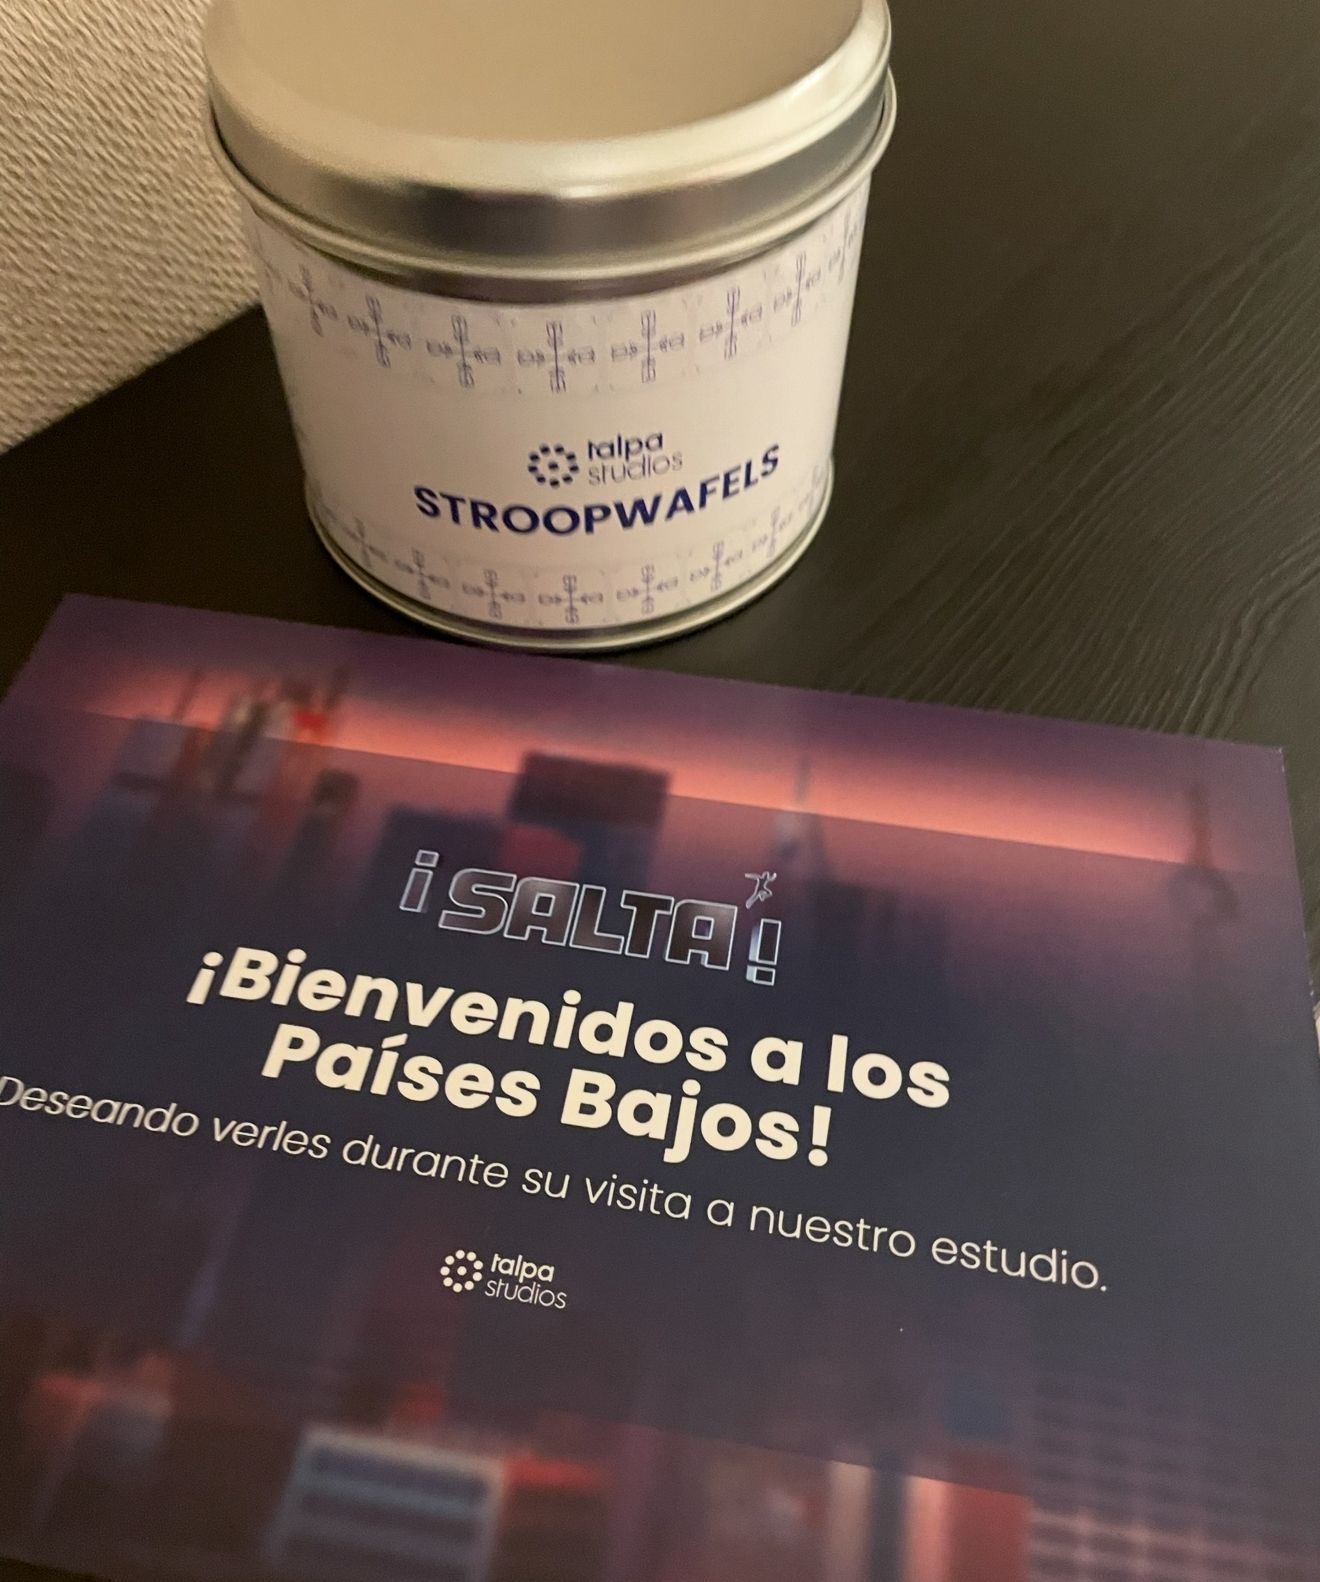 talpa
studios
STROOPWAFELS
¡SALTA!
¡Bienvenidos a los
Países Bajos!
Deseando verles durante su visita a nuestro estudio.
talpa
studios